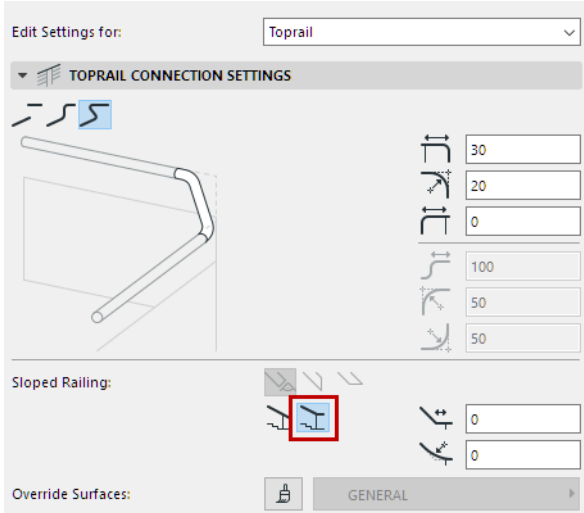 Edit Settings for: Toprail
TOPRAIL CONNECTION SETTINGS
30
20
0
100
50
50
Sloped Railing:
0
0
Override Surfaces: GENERAL